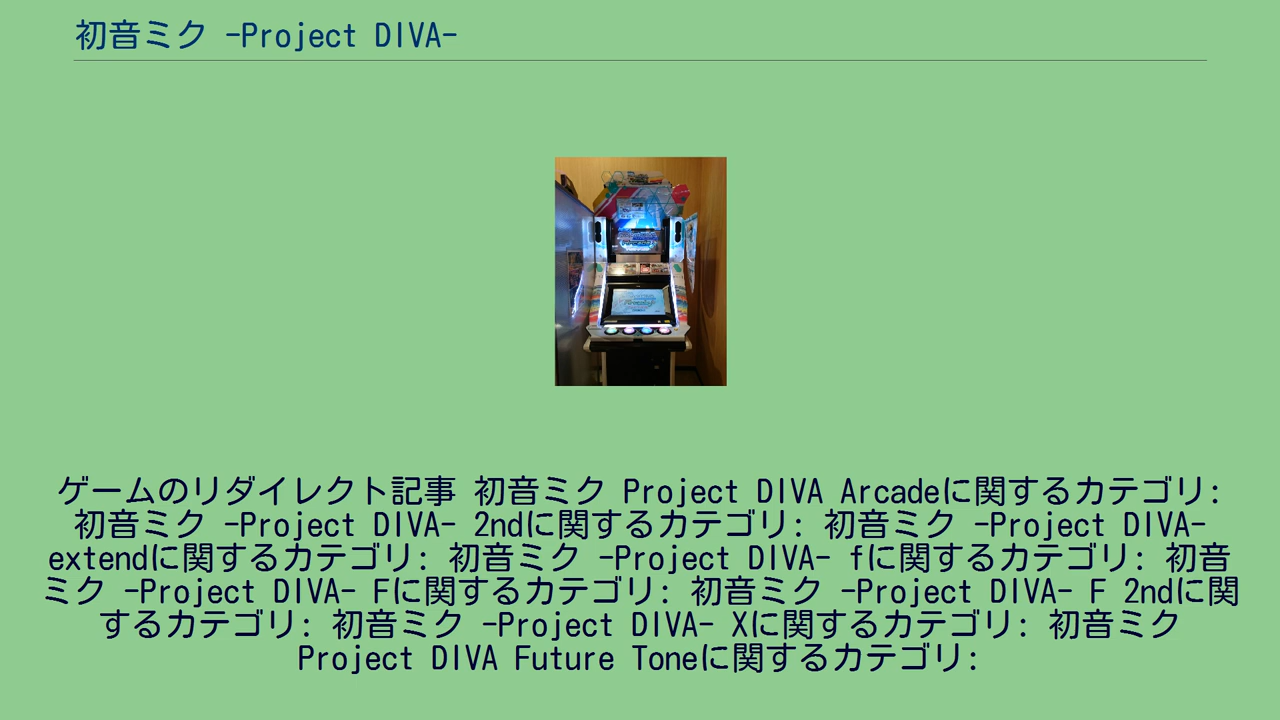 初音ミク -Project DIVA-
ゲームのリダイレクト記事 初音ミク Project DIVA Arcadeに関するカテゴリ:
初音ミク -Project DIVA- 2ndに関するカテゴリ: 初音ミク -Project DIVA-
extendに関するカテゴリ: 初音ミク -Project DIVA- fに関するカテゴリ: 初音
ミク -Project DIVA- Fに関するカテゴリ: 初音ミク -Project DIVA- F 2ndに関
するカテゴリ: 初音ミク -Project DIVA- Xに関するカテゴリ: 初音ミク
Project DIVA Future Toneに関するカテゴリ: